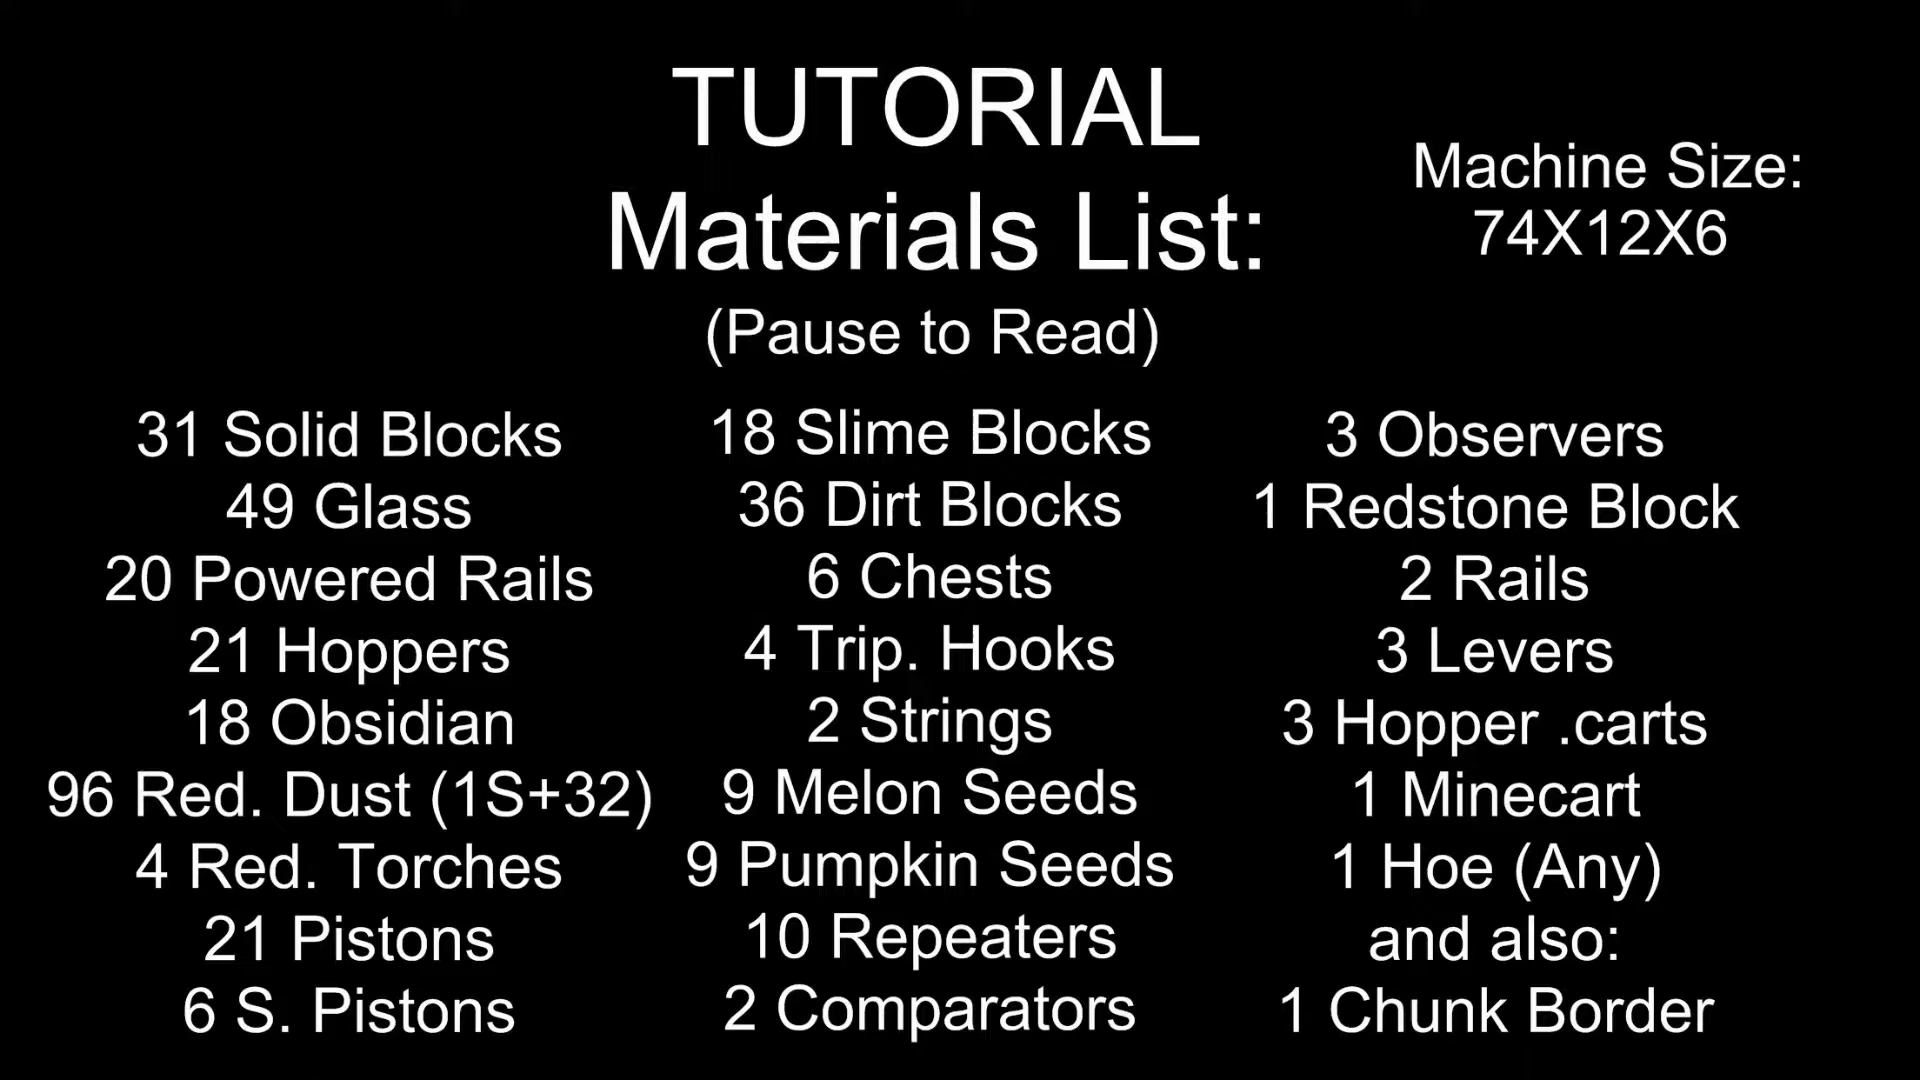 TUTORIAL
Materials List:
(Pause to Read)
Machine Size:
74X12X6
31 Solid Blocks
49 Glass
20 Powered Rails
21 Hoppers
18 Obsidian
96 Red. Dust (1S+32)
4 Red. Torches
21 Pistons
6 S. Pistons
18 Slime Blocks
36 Dirt Blocks
6 Chests
4 Trip. Hooks
2 Strings
9 Melon Seeds
9 Pumpkin Seeds
10 Repeaters
2 Comparators
3 Observers
1 Redstone Block
2 Rails
3 Levers
3 Hopper .carts
1 Minecart
1 Hoe (Any)
and also:
1 Chunk Border